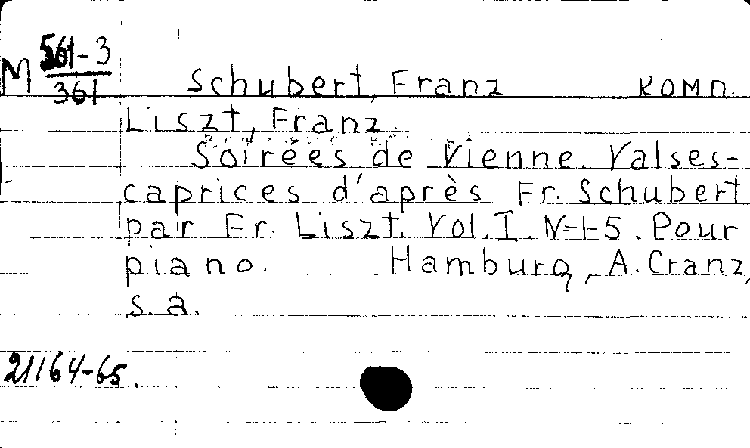 М 561-3
361
Schubert, Franz комп.
Liszt, Franz
Soirées de Vienne. Valses-
caprices d'après Fr. Schubert
par Fr. Liszt. Vol. I. N=1-5. Pour
piano. Hamburg, A. Cranz,
s. a.
21164-65.